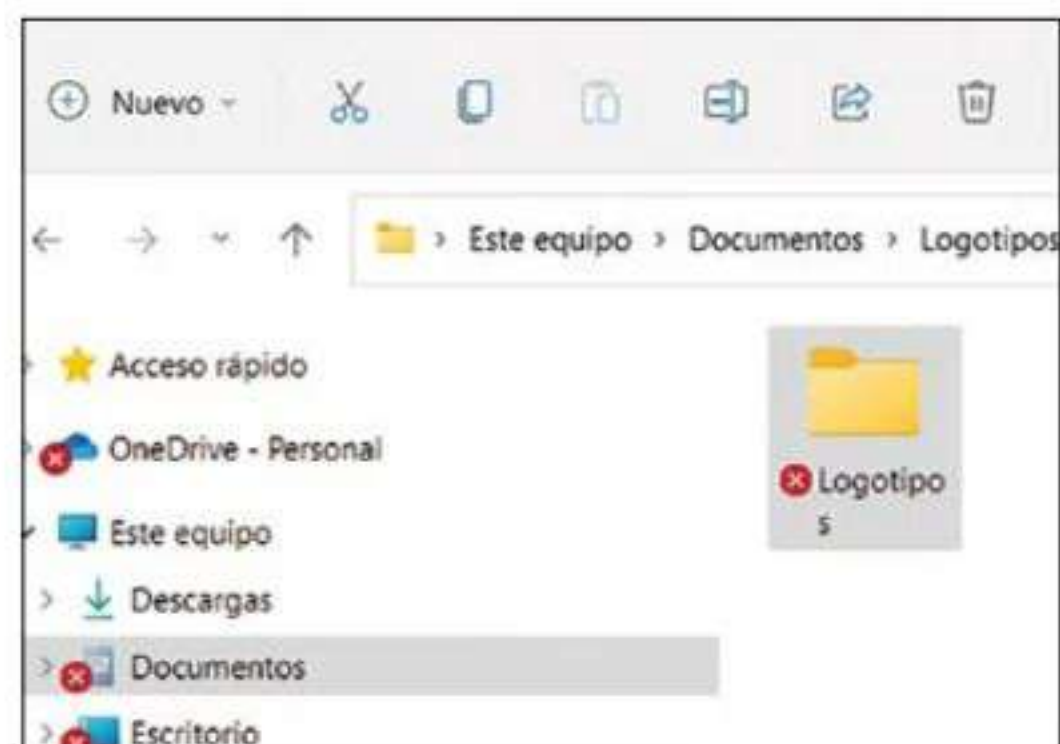 Nuevo
Este equipo > Documentos > Logotipos
Acceso rápido
OneDrive - Personal
Este equipo
Descargas
Documentos
Escritorio
Logotipo
s